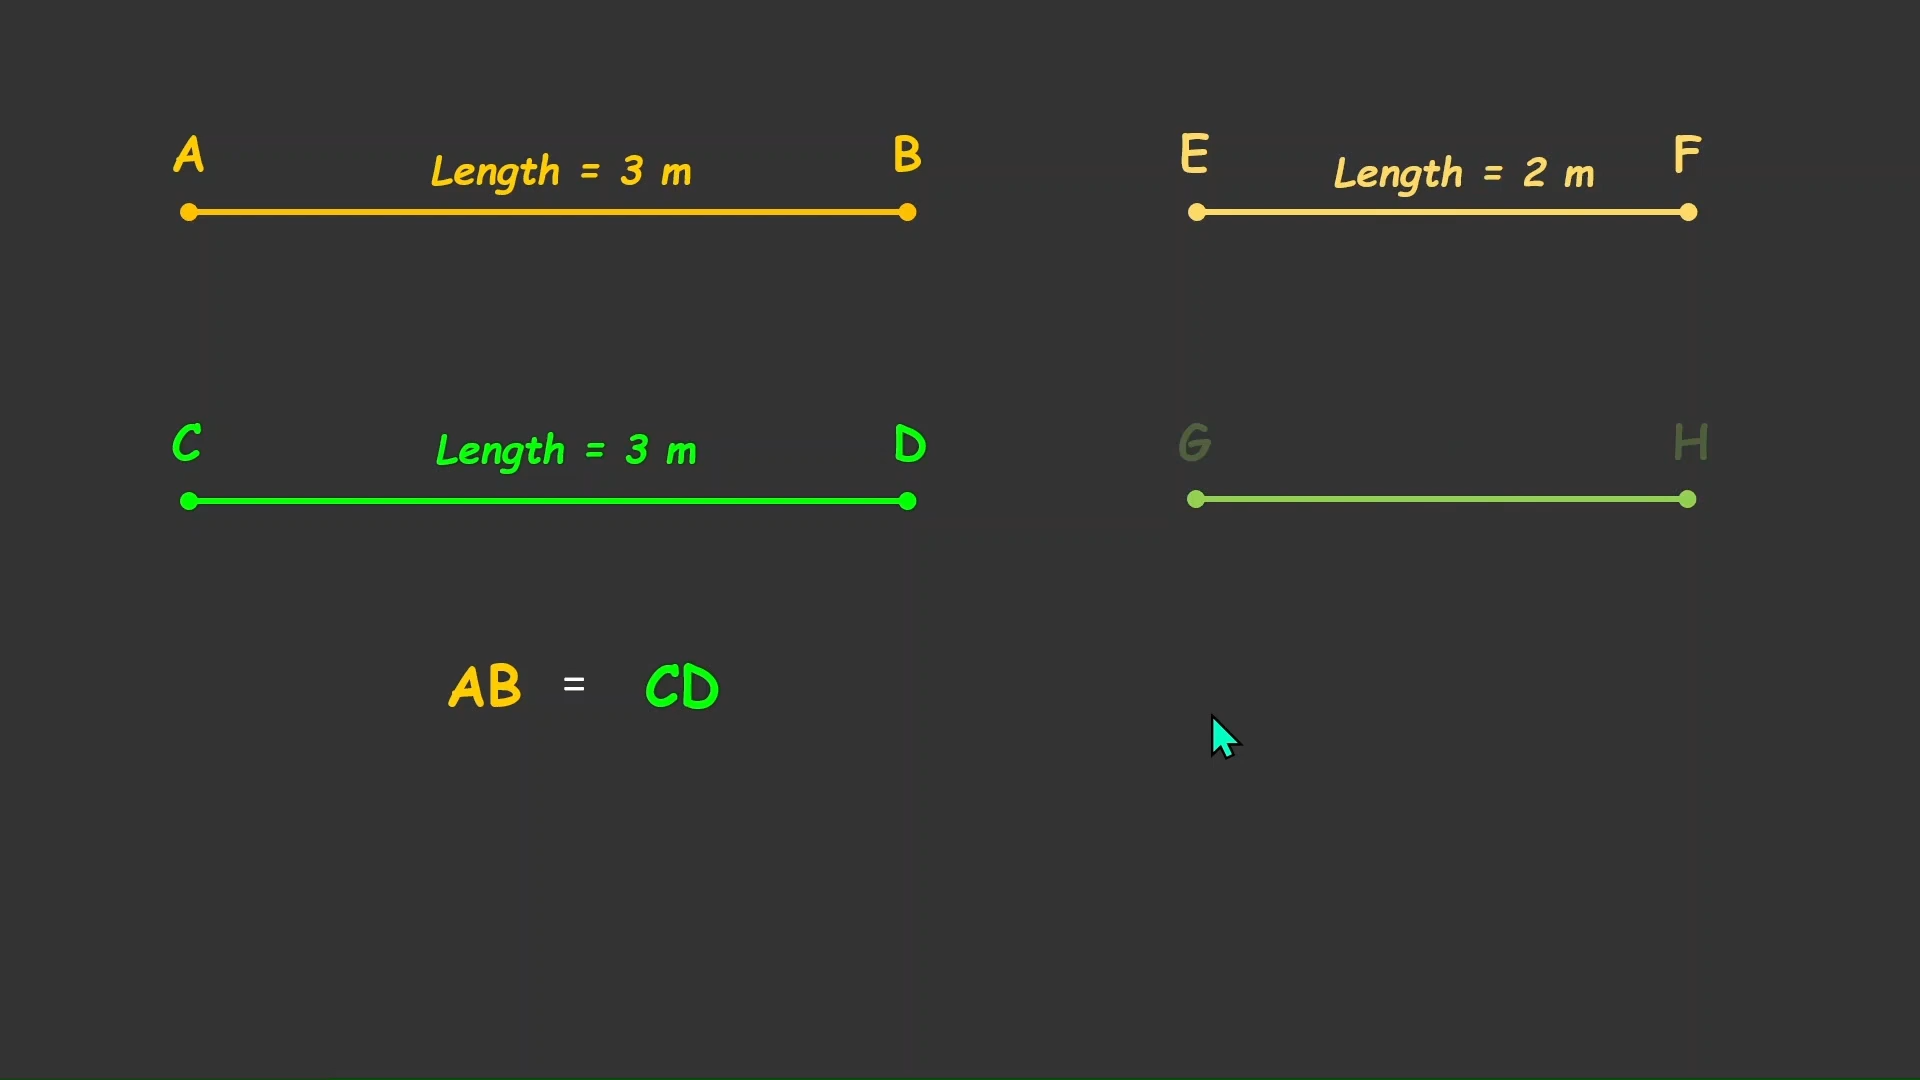 A Length = 3 m B
E Length = 2 m F
C Length = 3 m D
G H
AB = CD